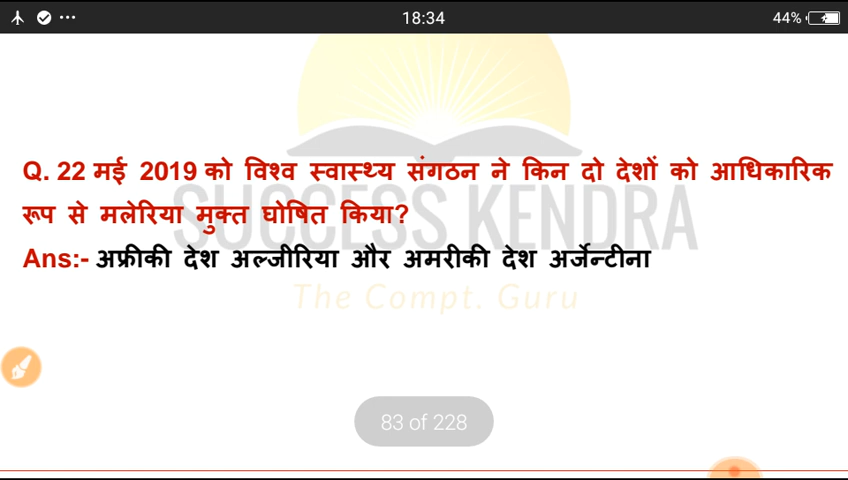 18:34
44%
Q. 22 मई 2019 को विश्व स्वास्थ्य संगठन ने किन दो देशों को आधिकारिक
रूप से मलेरिया मुक्त घोषित किया?
SUCCESS KENDRA
Ans:- अफ्रीकी देश अल्जीरिया और अमरीकी देश अर्जेन्टीना
The Compt. Guru
83 of 228